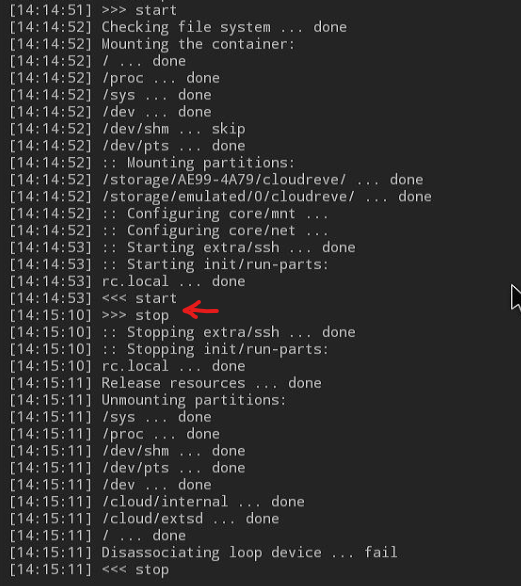 [14:14:51] >>> start
[14:14:52] Checking file system ... done
[14:14:52] Mounting the container:
[14:14:52] / ... done
[14:14:52] /proc ... done
[14:14:52] /sys ... done
[14:14:52] /dev ... done
[14:14:52] /dev/shm ... skip
[14:14:52] /dev/pts ... done
[14:14:52] :: Mounting partitions:
[14:14:52] /storage/AE99-4A79/cloudreve/ ... done
[14:14:52] /storage/emulated/0/cloudreve/ ... done
[14:14:52] :: Configuring core/mnt ...
[14:14:52] :: Configuring core/net ...
[14:14:53] :: Starting extra/ssh ... done
[14:14:53] :: Starting init/run-parts:
[14:14:53] rc.local ... done
[14:14:53] <<< start
[14:15:10] >>> stop
[14:15:10] :: Stopping extra/ssh ... done
[14:15:10] :: Stopping init/run-parts:
[14:15:10] rc.local ... done
[14:15:11] Release resources ... done
[14:15:11] Unmounting partitions:
[14:15:11] /sys ... done
[14:15:11] /proc ... done
[14:15:11] /dev/shm ... done
[14:15:11] /dev/pts ... done
[14:15:11] /dev ... done
[14:15:11] /cloud/internal ... done
[14:15:11] /cloud/extsd ... done
[14:15:11] / ... done
[14:15:11] Disassociating loop device ... fail
[14:15:11] <<< stop